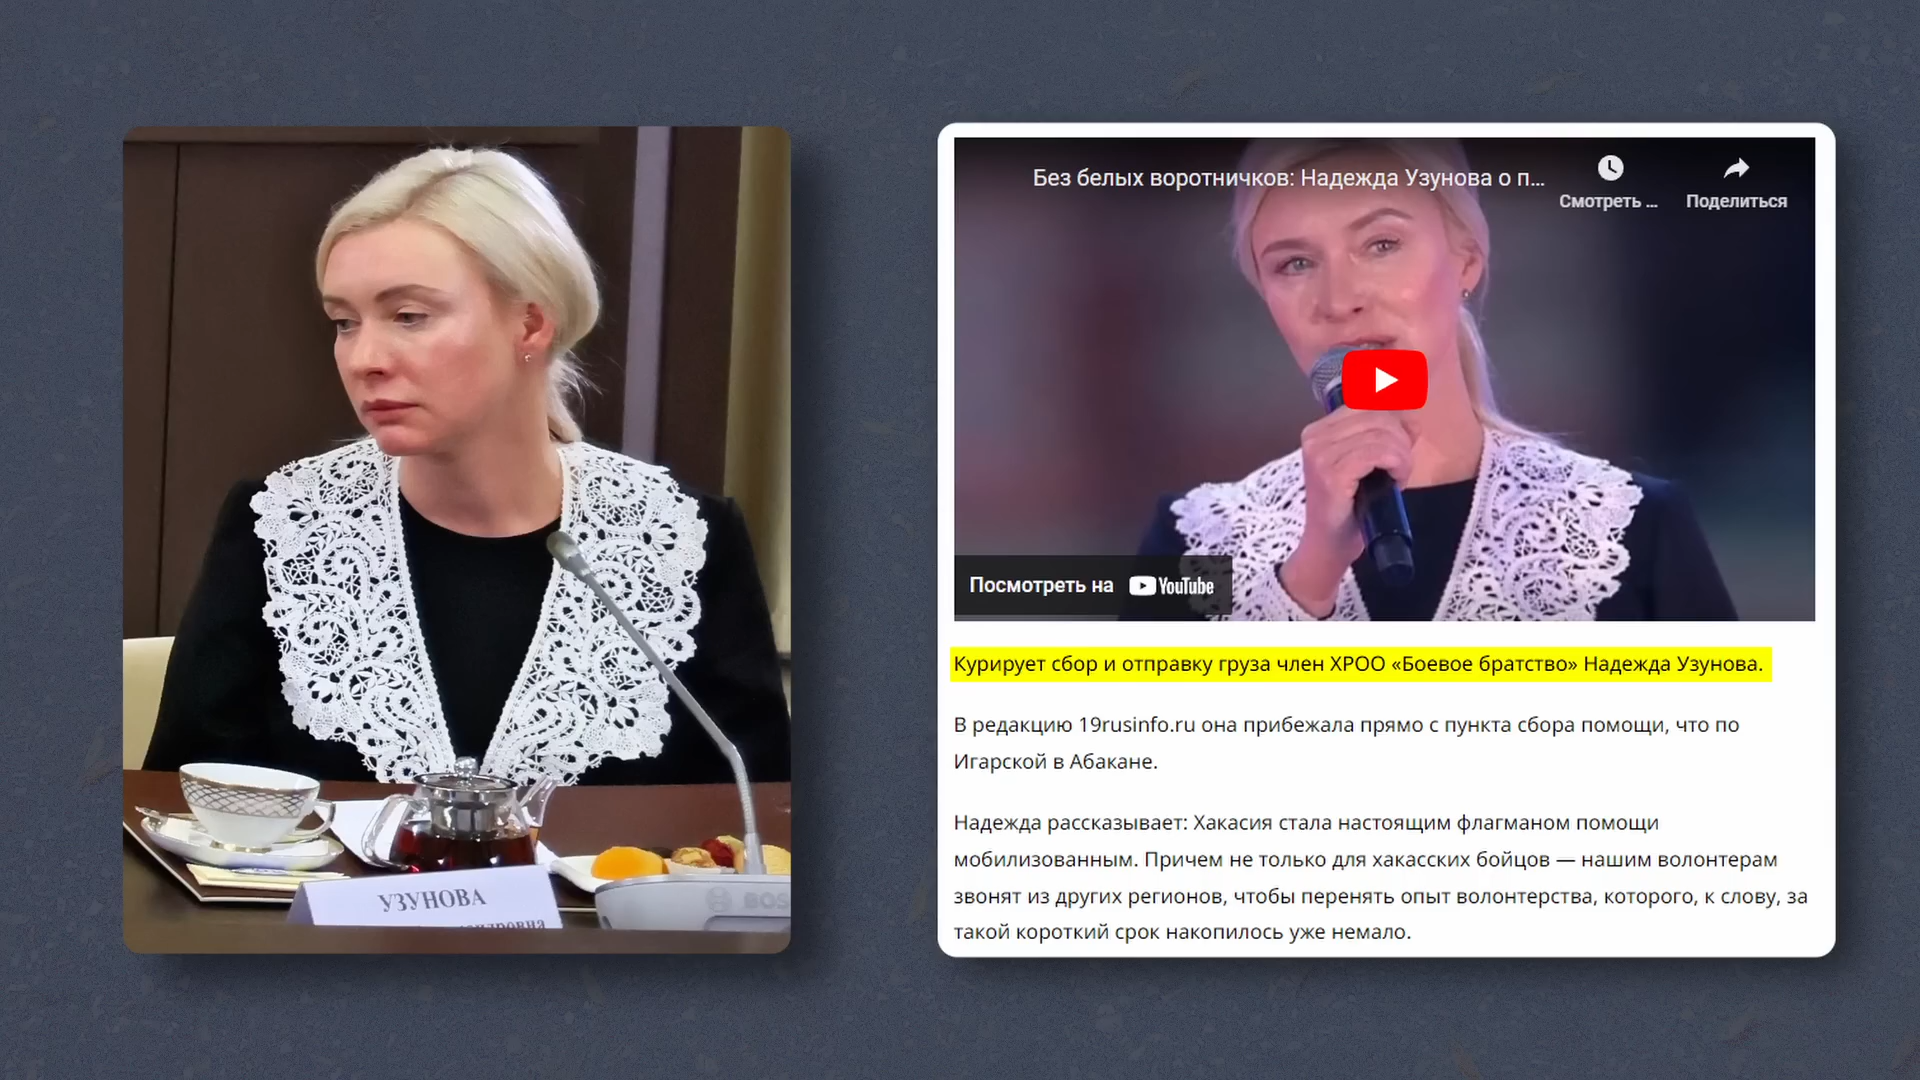 УЗУНОВА
BOS
Без белых воротничков: Надежда Узунова о п...
Смотреть ...
Поделиться
Посмотреть на YouTube
Курирует сбор и отправку груза член ХРОО «Боевое братство» Надежда Узунова.
В редакцию 19rusinfo.ru она прибежала прямо с пункта сбора помощи, что по
Игарской в Абакане.
Надежда рассказывает: Хакасия стала настоящим флагманом помощи
мобилизованным. Причем не только для хакасских бойцов — нашим волонтерам
звонят из других регионов, чтобы перенять опыт волонтерства, которого, к слову, за
такой короткий срок накопилось уже немало.